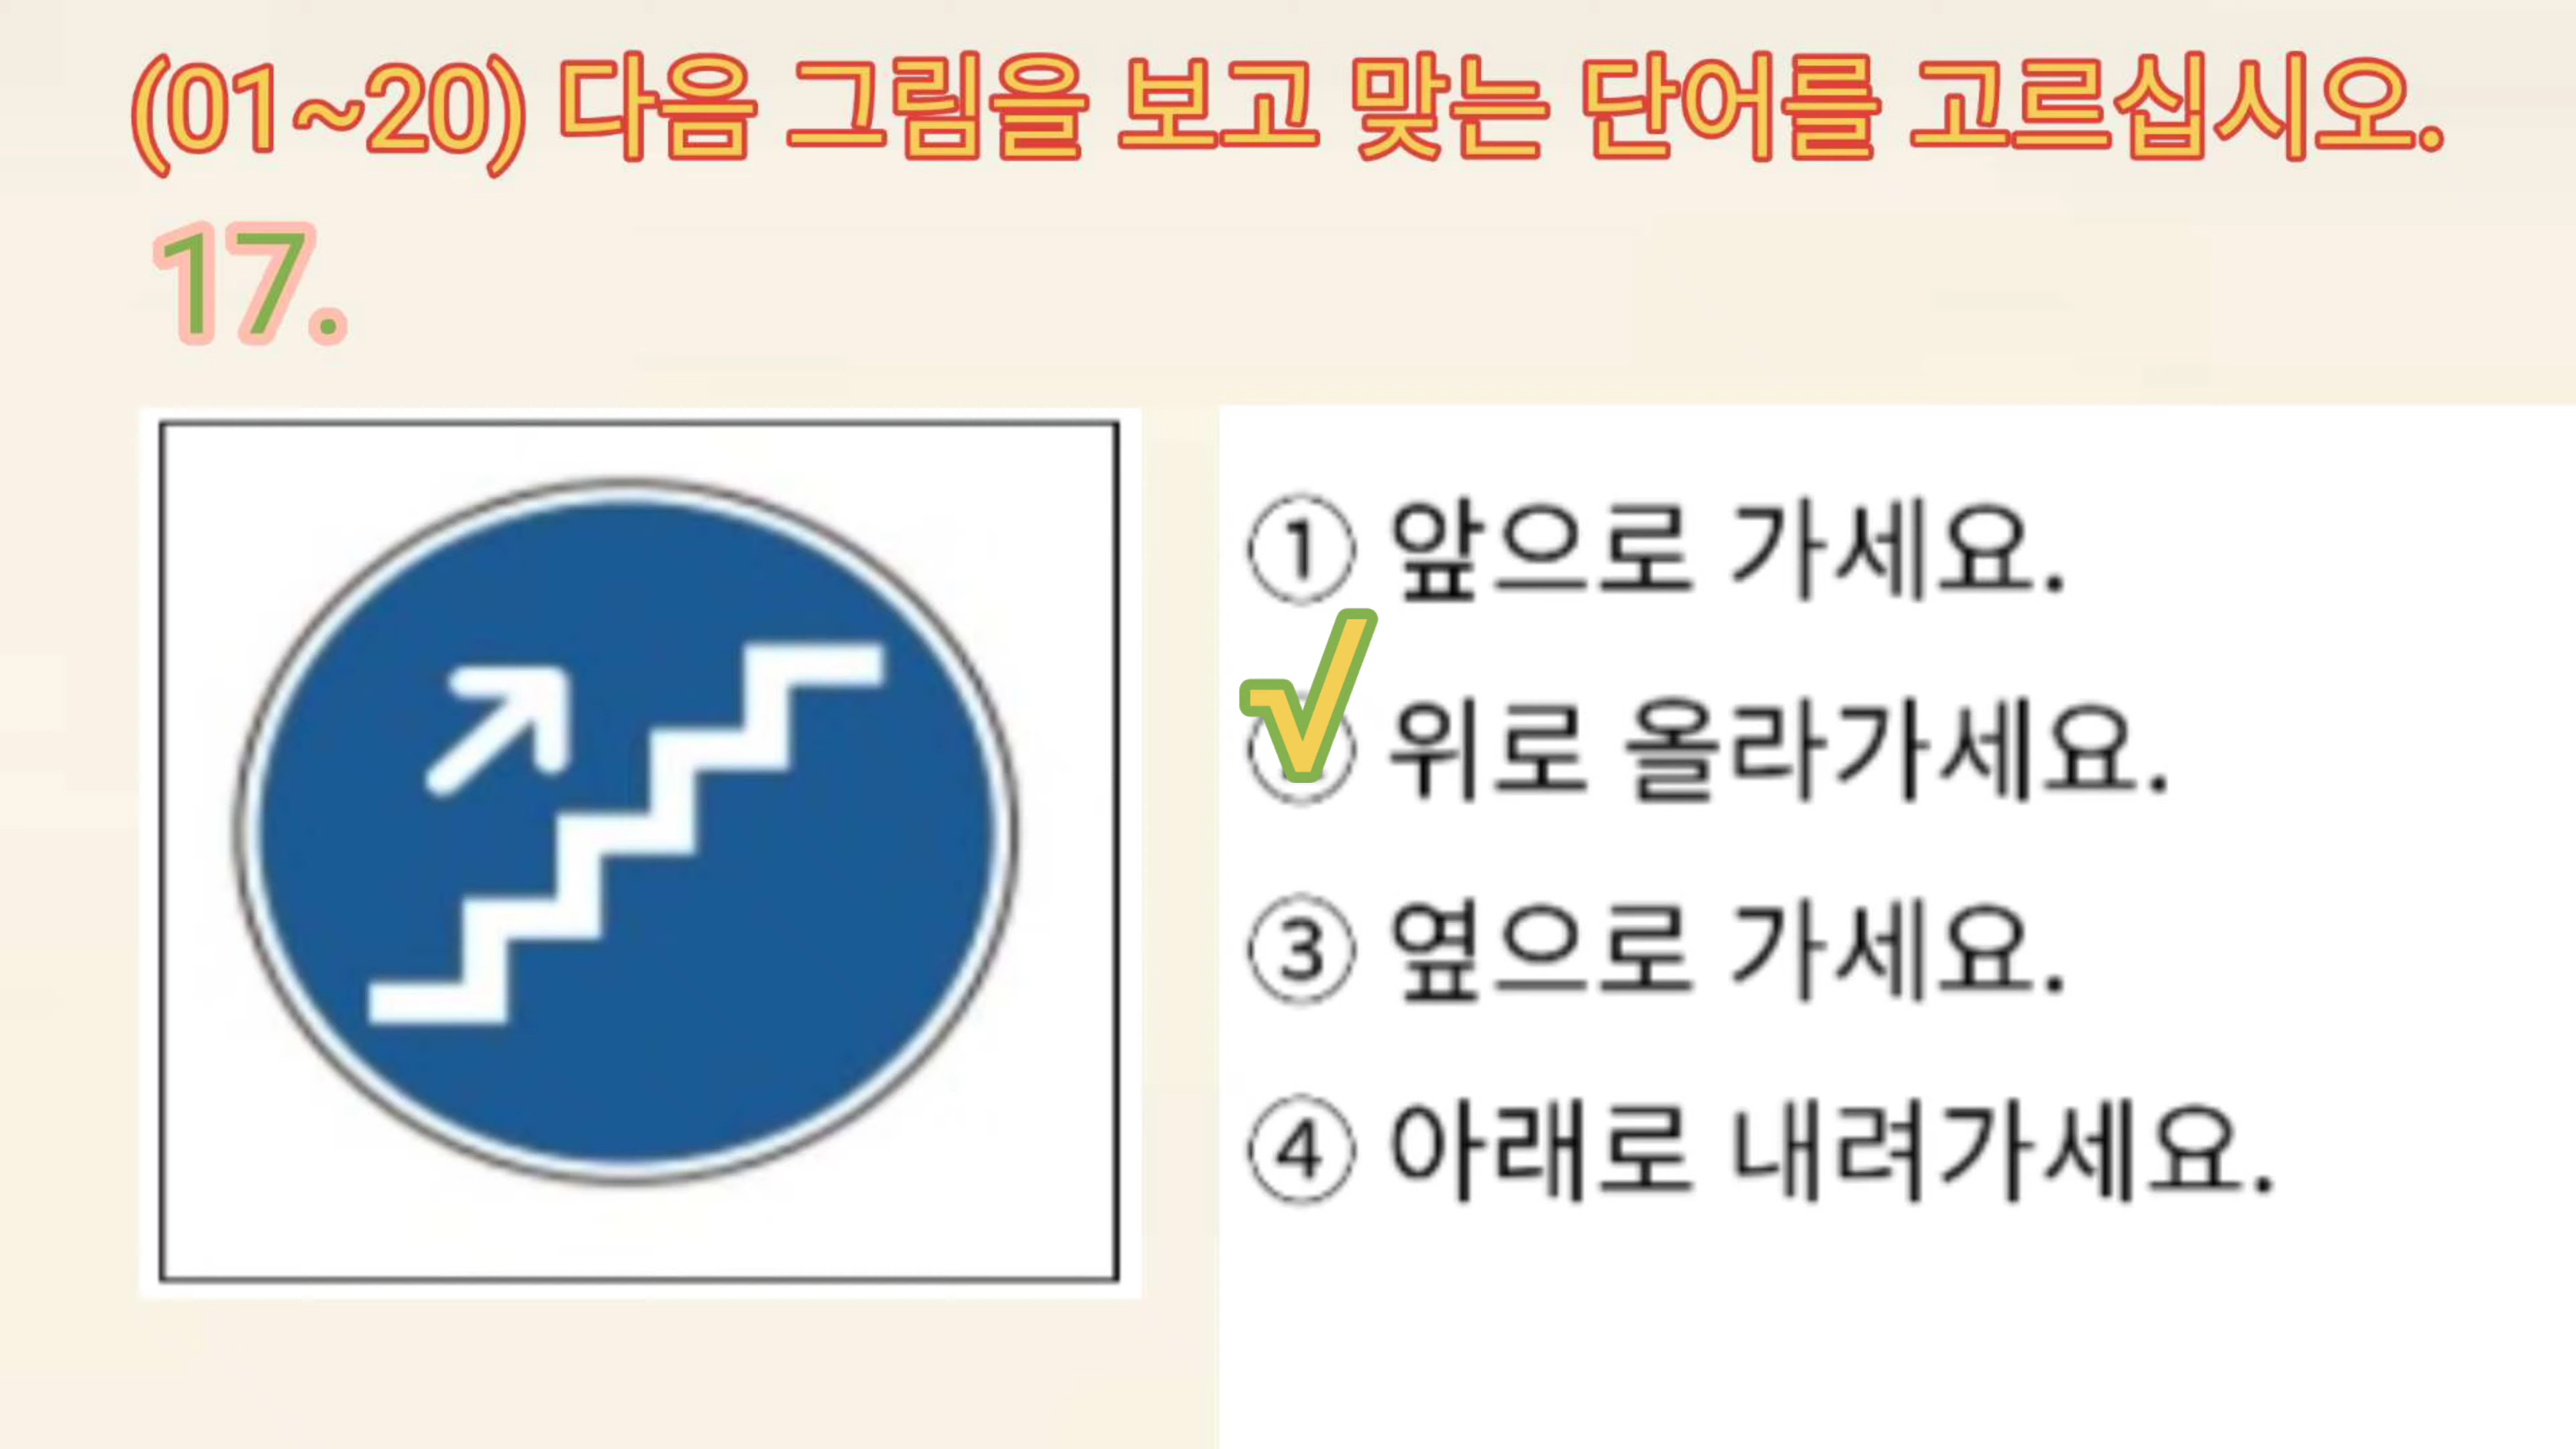 (01~20) 다음 그림을 보고 맞는 단어를 고르십시오.
17.
① 앞으로 가세요.
위로 올라가세요.
③ 옆으로 가세요.
④ 아래로 내려가세요.